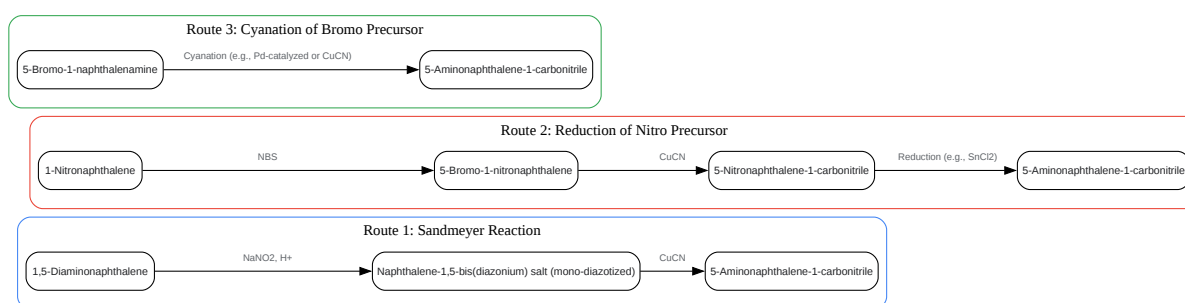 Route 3: Cyanation of Bromo Precursor
5-Bromo-1-naphthalenamine
Cyanation (e.g., Pd-catalyzed or CuCN)
5-Aminonaphthalene-1-carbonitrile
Route 2: Reduction of Nitro Precursor
1-Nitronaphthalene
NBS
5-Bromo-1-nitronaphthalene
CuCN
5-Nitronaphthalene-1-carbonitrile
Reduction (e.g., SnCl2)
5-Aminonaphthalene-1-carbonitrile
Route 1: Sandmeyer Reaction
1,5-Diaminonaphthalene
NaNO2, H+
Naphthalene-1,5-bis(diazonium) salt (mono-diazotized)
CuCN
5-Aminonaphthalene-1-carbonitrile